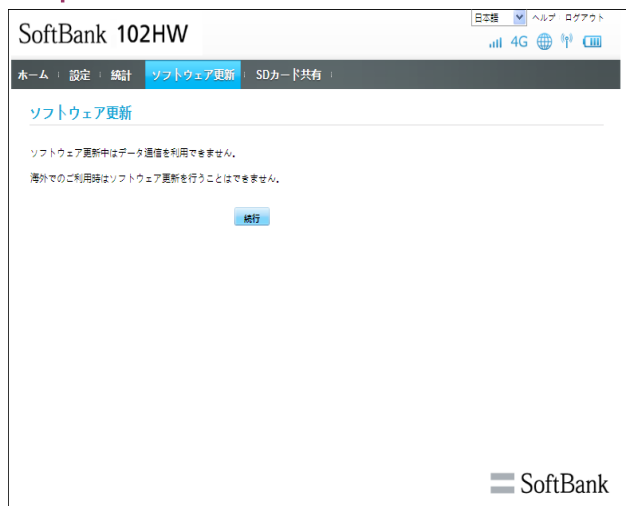 日本語 ヘルプ ログアウト
SoftBank 102HW
4G
ホーム 設定 統計 ソフトウェア更新 SDカード共有
ソフトウェア更新
ソフトウェア更新中はデータ通信を利用できません。
海外でのご利用時はソフトウェア更新を行うことはできません。
続行
SoftBank